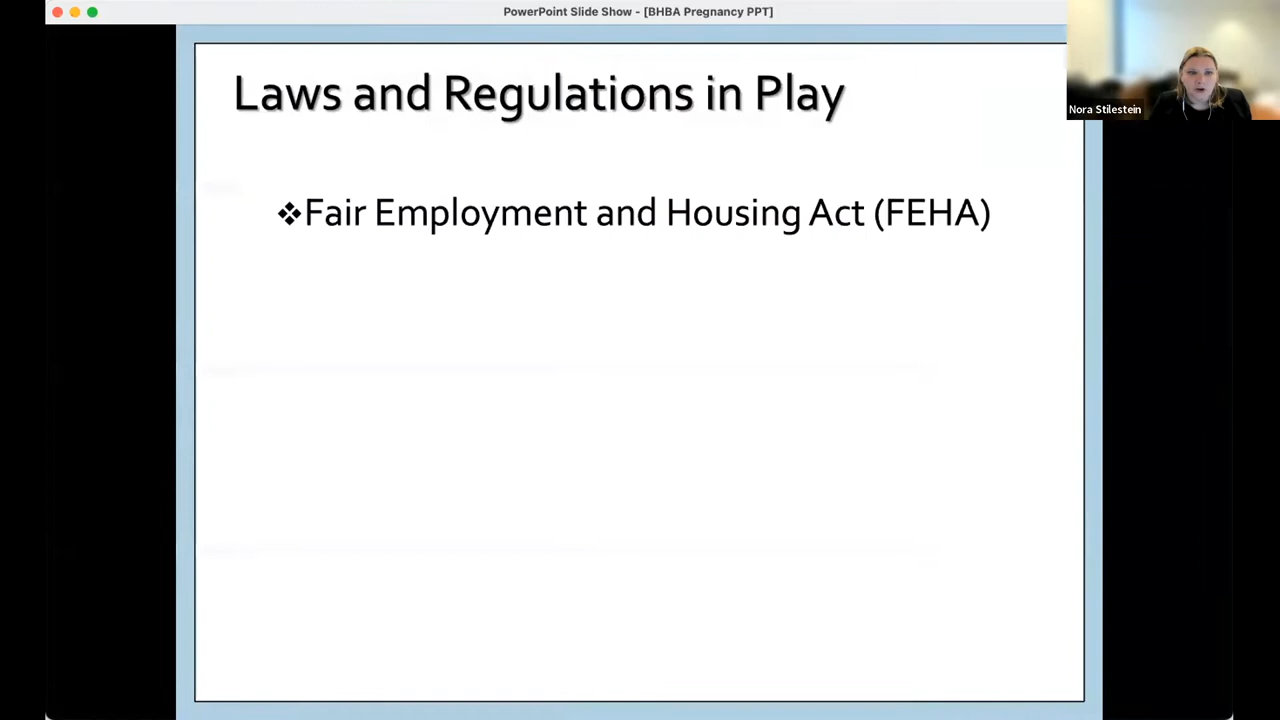 PowerPoint Slide Show - [BHBA Pregnancy PPT]
Laws and Regulations in Play
❖Fair Employment and Housing Act (FEHA)
Nora Stilestein